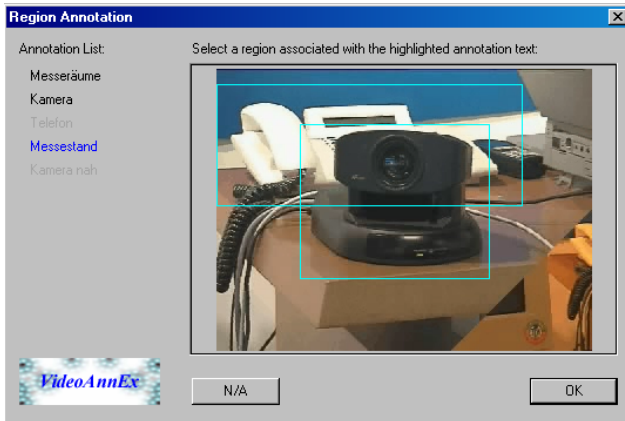 Region Annotation
Annotation List:
Select a region associated with the highlighted annotation text:
Messeräume
Kamera
Telefon
Messestand
Kamera nah
VideoAnnEx
N/A
OK